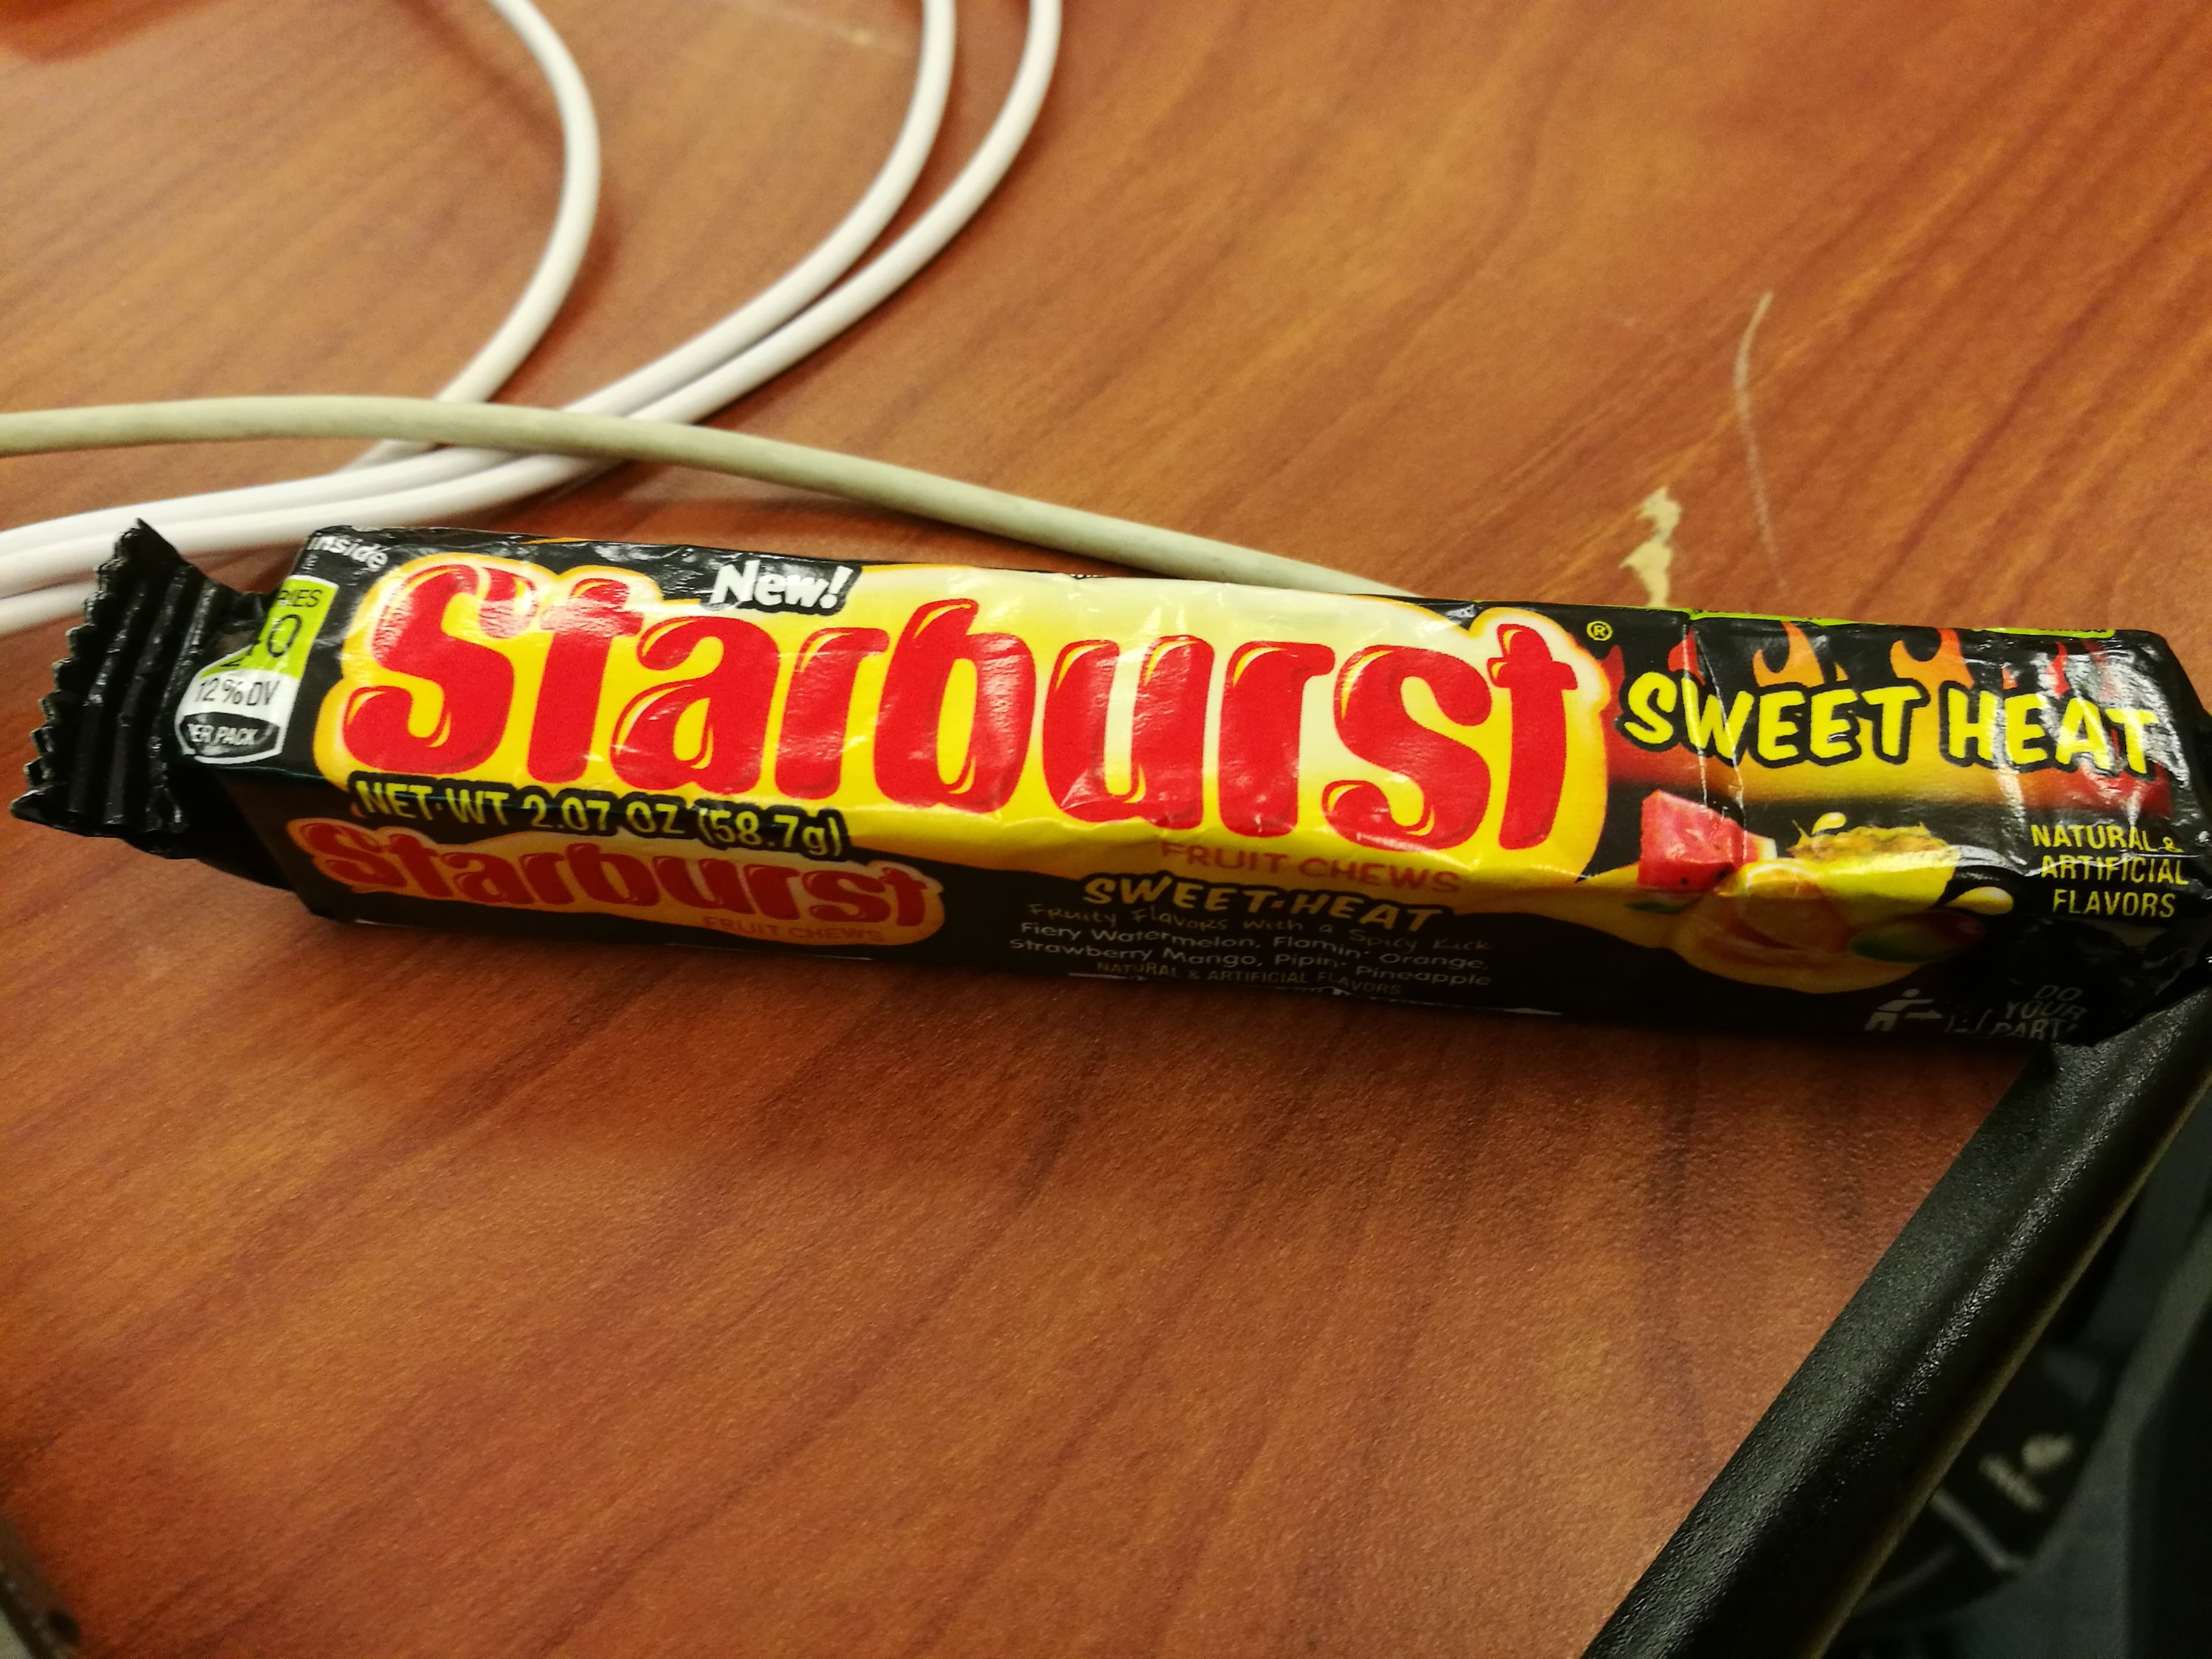 inside
12% DV
PER PACK
New!
Starburst®
FRUIT CHEWS
SWEET HEAT
NATURAL &
ARTIFICIAL
FLAVORS
NET WT 2.07 OZ (58.7g)
Starburst
FRUIT CHEWS
SWEET HEAT
Fruity Flavors with a Spicy Kick
Fiery Watermelon, Flamin' Orange,
Strawberry Mango, Pipin' Pineapple
NATURAL & ARTIFICIAL FLAVORS
DO
YOUR
PART!